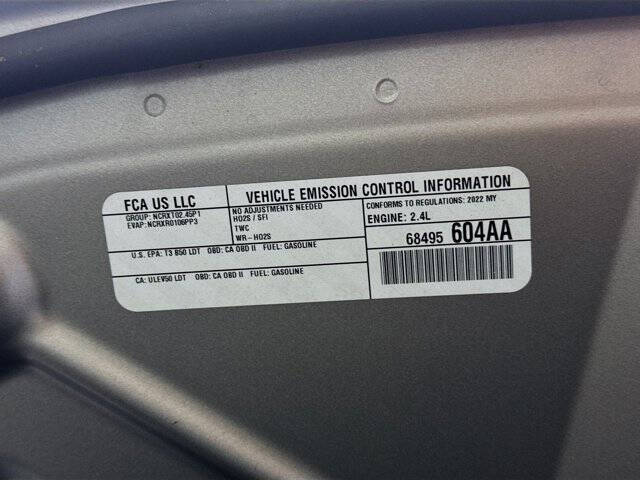 FCA US LLC
GROUP: NCRXT02.45P1
EVAP: NCRXR0106PP3
VEHICLE EMISSION CONTROL INFORMATION
NO ADJUSTMENTS NEEDED
HO2S / SFI
TWC
WR-HO2S
CONFORMS TO REGULATIONS: 2022 MY
ENGINE: 2.4L
68495 604AA
U.S. EPA: T3 B50 LDT OBD: CA OBD II FUEL: GASOLINE
CA: ULEV50 LDT OBD: CA OBD II FUEL: GASOLINE